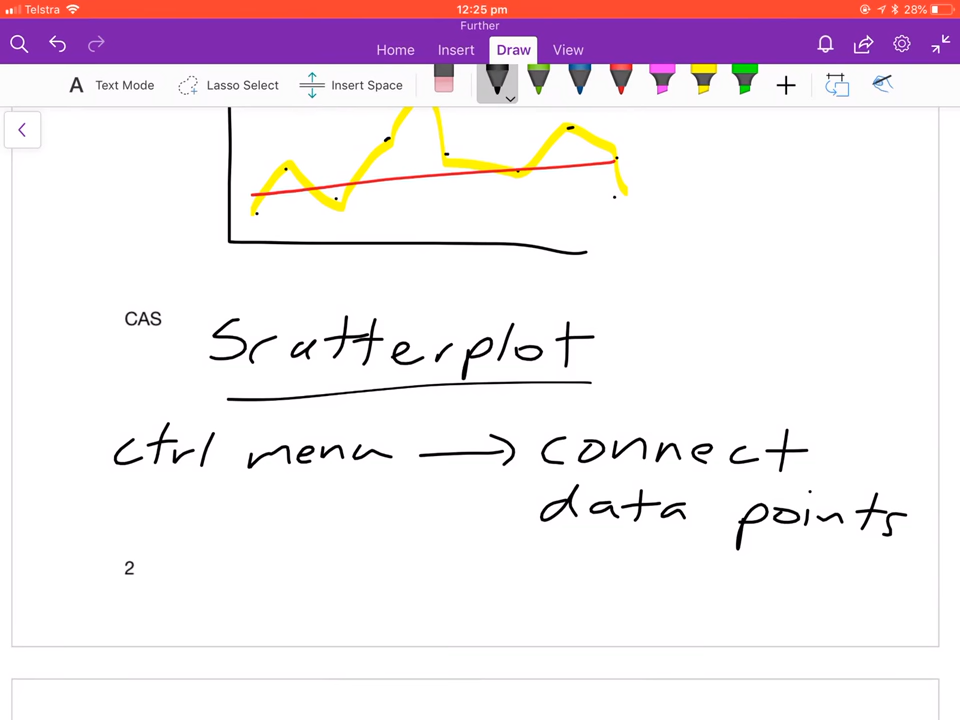 Telstra 12:25 pm 28%
Further
Home Insert Draw View
Text Mode Lasso Select Insert Space
CAS
Scatterplot
ctrl menu → connect
data points
2